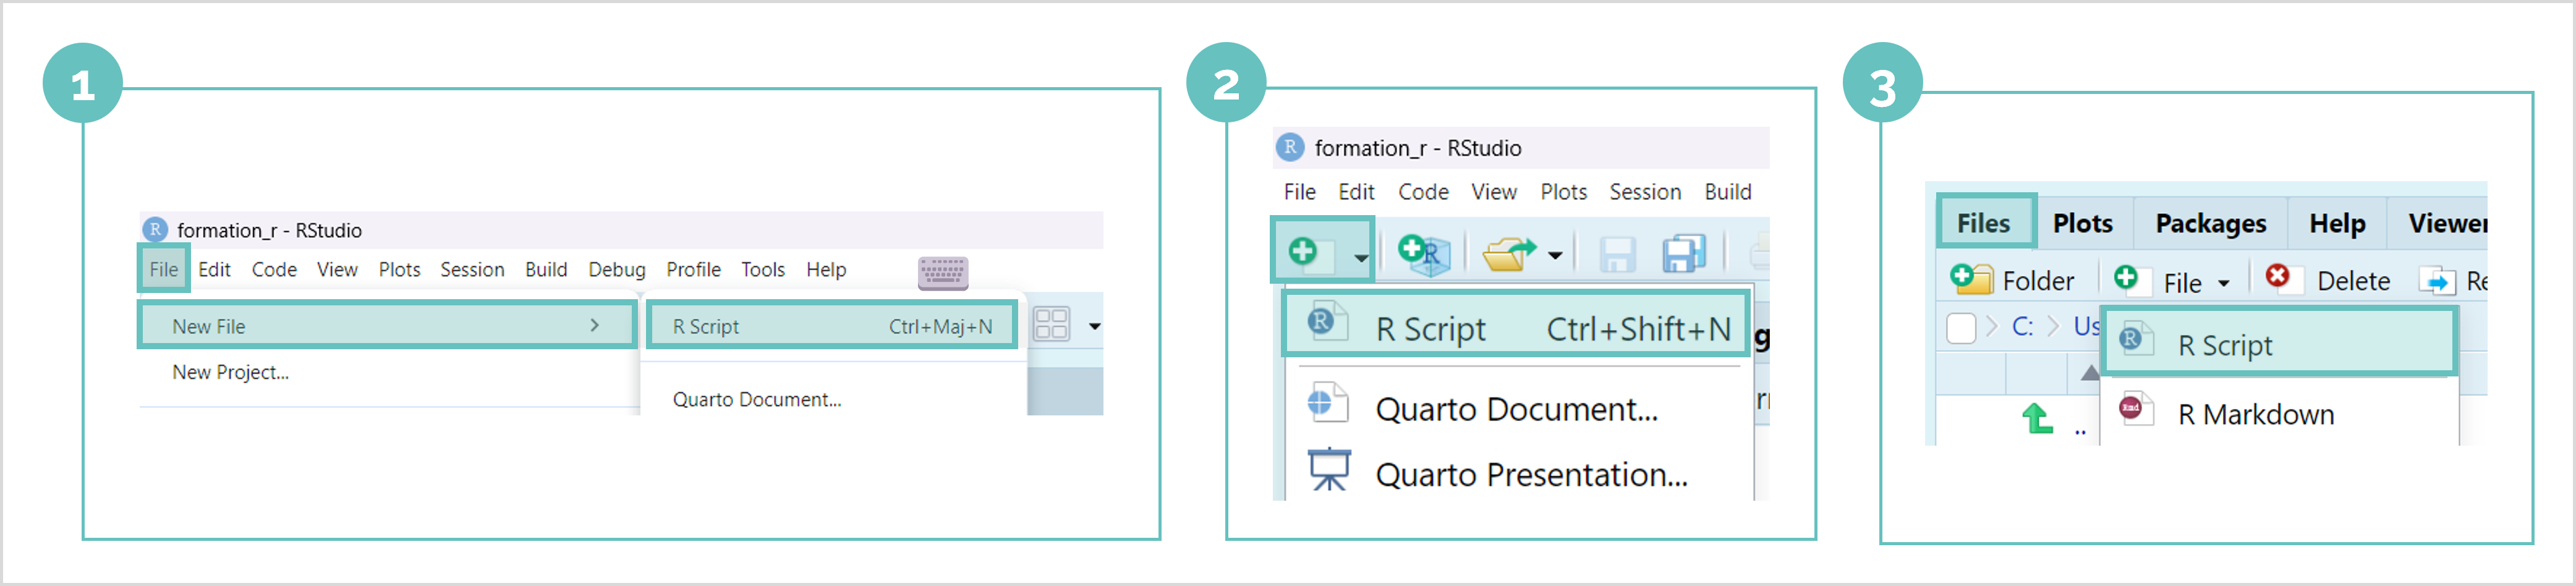 1
formation_r - RStudio
File Edit Code View Plots Session Build Debug Profile Tools Help
New File R Script Ctrl+Maj+N
New Project...
Quarto Document...
2
formation_r - RStudio
File Edit Code View Plots Session Build
R Script Ctrl+Shift+N
Quarto Document...
Quarto Presentation...
3
Files Plots Packages Help Viewer
Folder File Delete Re
C: Us
R Script
R Markdown
..